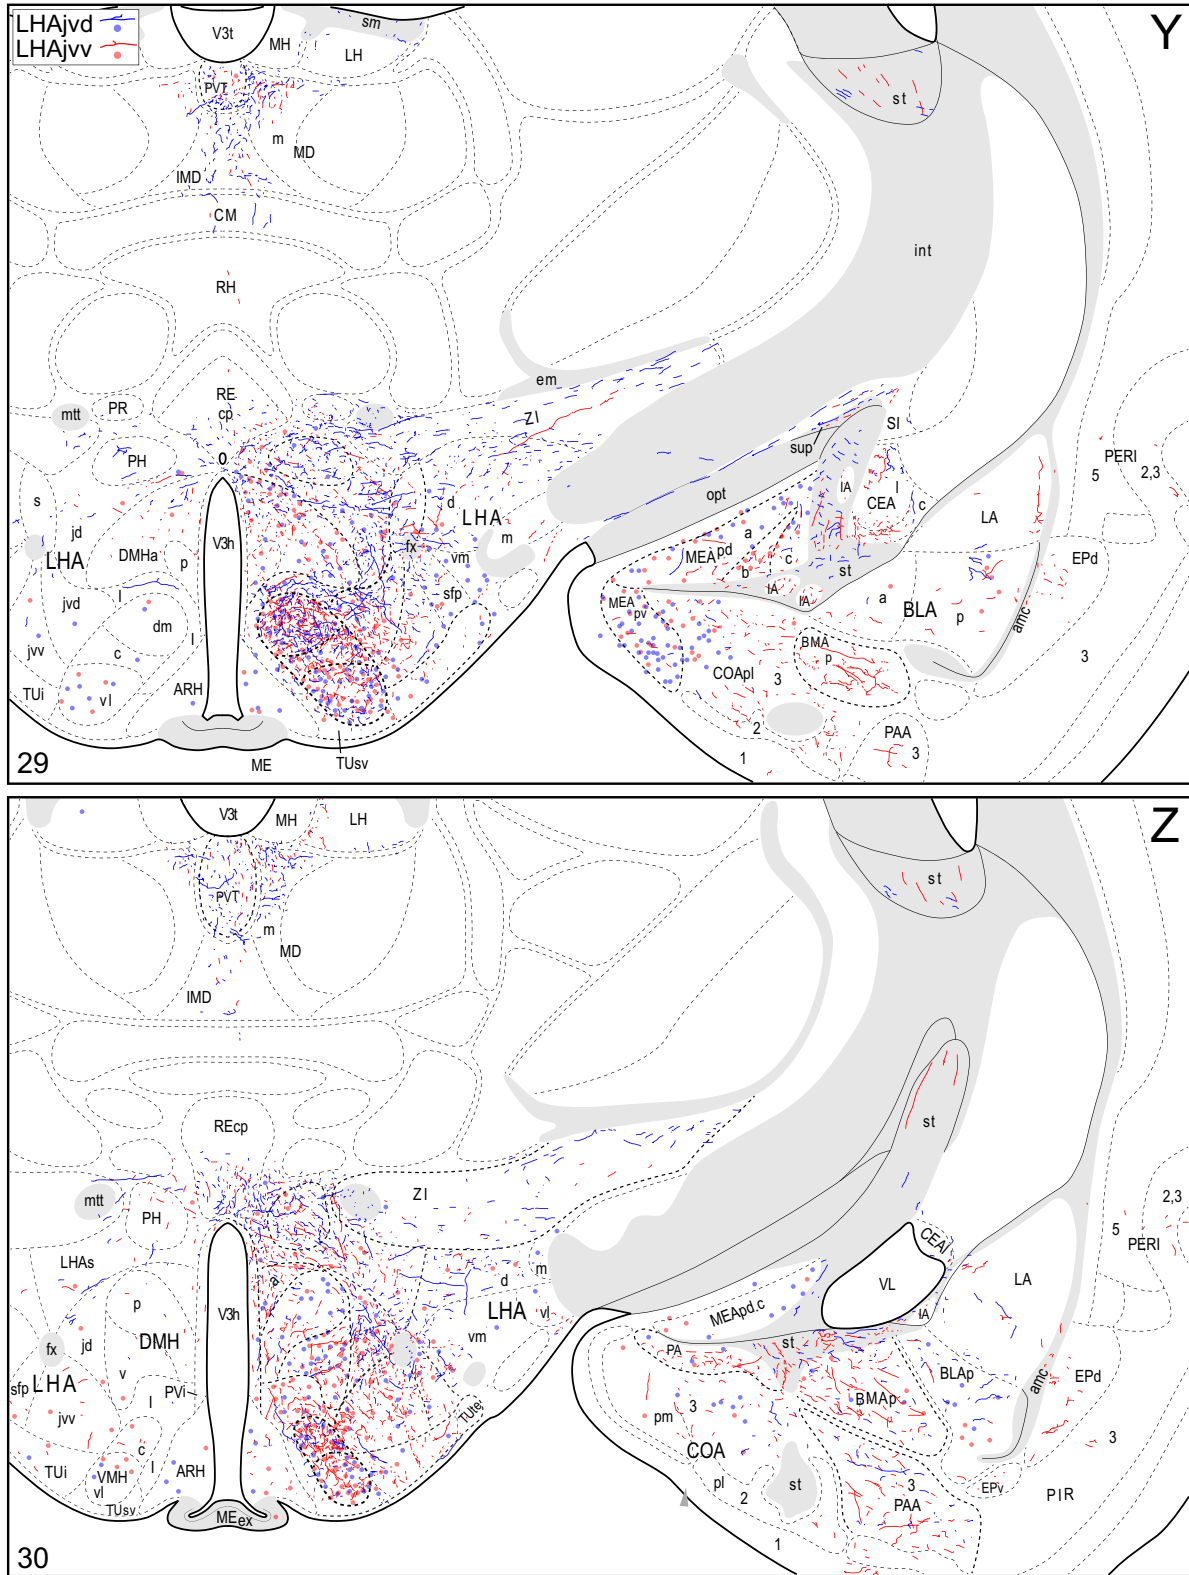 LHAjvd
LHAjvv
V3t
MH
sm
LH
Y
PVT
st
m
MD
IMD
CM
int
RH
em
RE
cp
mtt
PR
ZI
SI
PERI
5
2,3
PH
sup
s
d
LHA
opt
IA
CEA
l
c
LA
jd
V3h
m
a
DMHa
p
fx
vm
MEA
pd
b
c
st
EPd
LHA
l
sfp
IA
IA
a
BLA
p
amc
jvd
dm
l
MEA
pv
jvv
c
BMA
p
3
TUi
vl
ARH
COApl
3
2
PAA
3
1
29
ME
TUsv
V3t
MH
LH
Z
PVT
st
m
MD
IMD
REcp
st
mtt
ZI
2,3
PH
5
PERI
CEAl
LHAs
m
LA
a
d
VL
p
V3h
LHA
vl
MEApd.c
IA
DMH
fx
jd
vm
PA
st
BLAp
EPd
sfp
LHA
v
PVi
amc
l
jvv
TUte
3
BMAp
pm
3
c
COA
TUi
VMH
l
ARH
pl
2
st
3
EPv
PIR
vl
PAA
TUsv
MEex
1
30